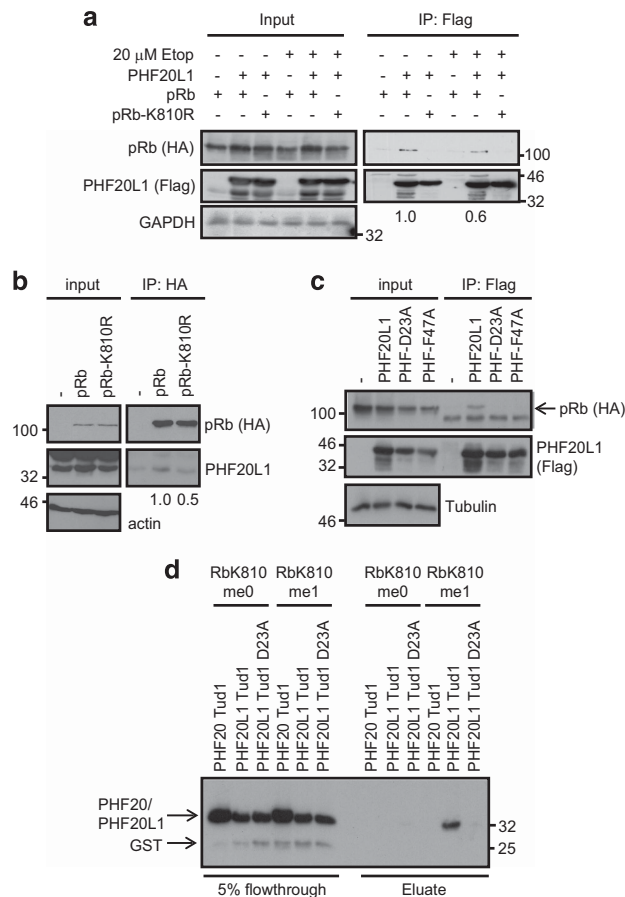 a
Input IP: Flag
20 μM Etop - - - + + + - - - + + +
PHF20L1 - + + - + + - + + - + +
pRb + + - + + - + + - + + -
pRb-K810R - - + - - + - - + - - +
pRb (HA) 100
PHF20L1 (Flag) 46
32
1.0 0.6
GAPDH 32
b
input IP: HA
- pRb pRb-K810R - pRb pRb-K810R
100 pRb (HA)
32 PHF20L1
1.0 0.5
46 actin
c
input IP: Flag
- PHF20L1 PHF-D23A PHF-F47A - PHF20L1 PHF-D23A PHF-F47A
100 pRb (HA)
46 PHF20L1
32 (Flag)
46 Tubulin
d
RbK810 RbK810 RbK810 RbK810
me0 me1 me0 me1
PHF20 Tud1 PHF20L1 Tud1 PHF20L1 Tud1 D23A PHF20 Tud1 PHF20L1 Tud1 PHF20L1 Tud1 D23A PHF20 Tud1 PHF20L1 Tud1 PHF20L1 Tud1 D23A PHF20 Tud1 PHF20L1 Tud1 PHF20L1 Tud1 D23A
PHF20/
PHF20L1 32
GST 25
5% flowthrough Eluate